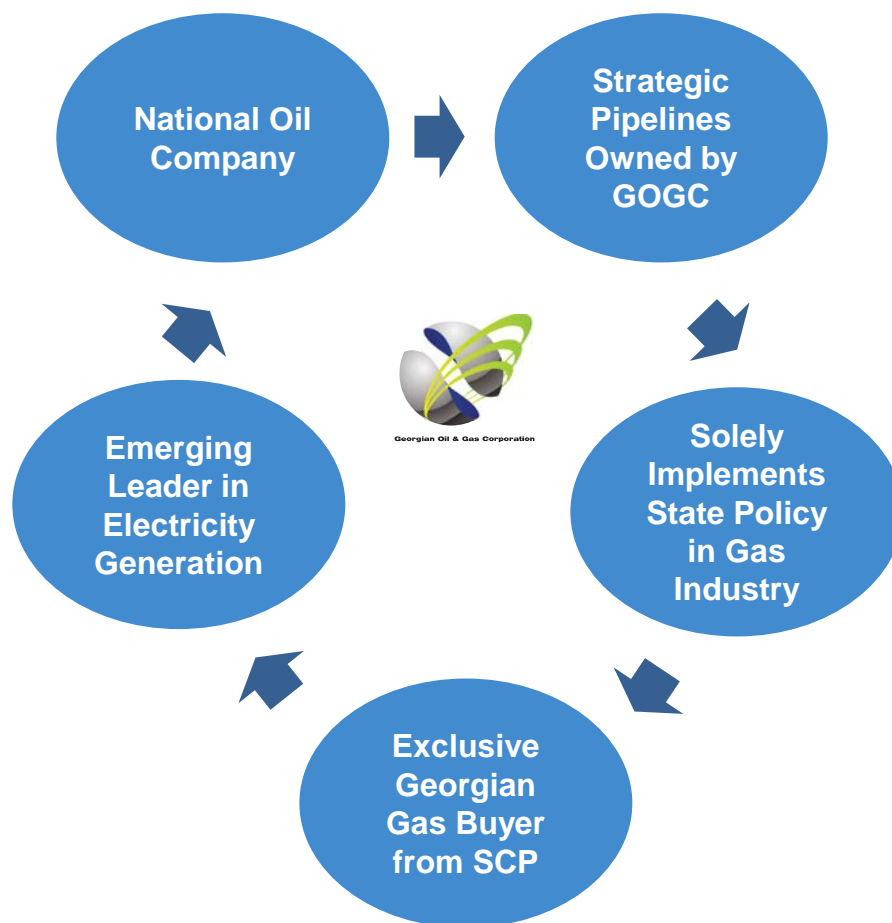 National Oil
Company
Strategic
Pipelines
Owned by
GOGC
Georgian Oil & Gas Corporation
Emerging
Leader in
Electricity
Generation
Solely
Implements
State Policy
in Gas
Industry
Exclusive
Georgian
Gas Buyer
from SCP